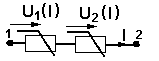 U₁(I) U₂(I)
1 I 2